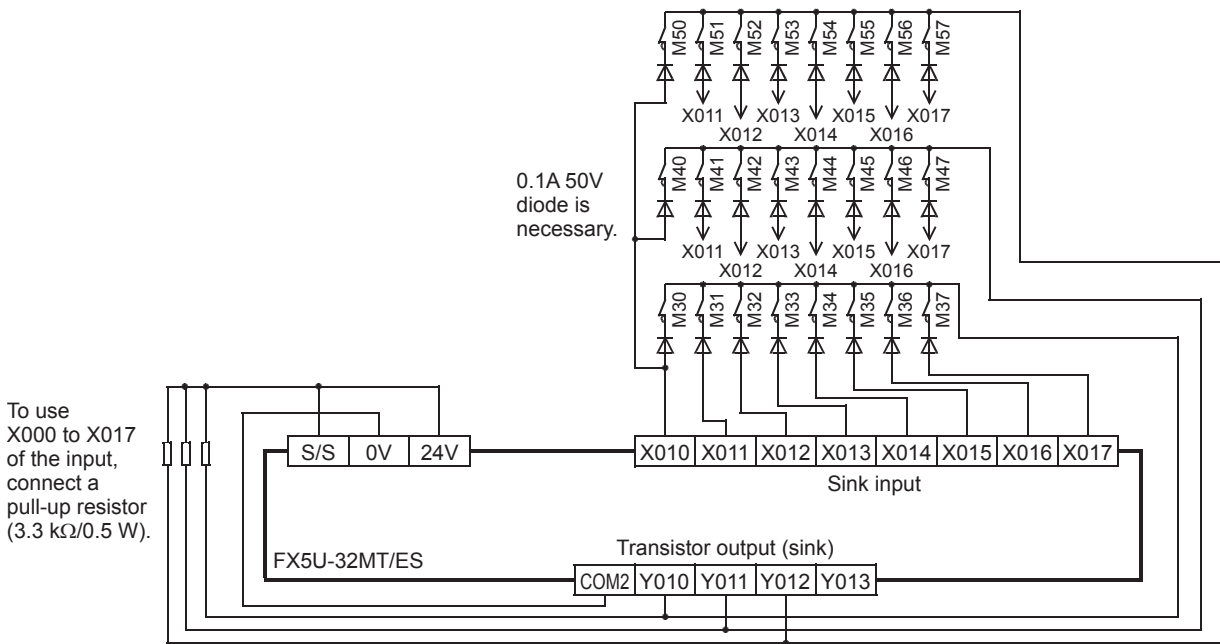 M50 M51 M52 M53 M54 M55 M56 M57
X011 X013 X015 X017
X012 X014 X016
0.1A 50V
diode is
necessary.
M40 M41 M42 M43 M44 M45 M46 M47
X011 X013 X015 X017
X012 X014 X016
M30 M31 M32 M33 M34 M35 M36 M37
To use
X000 to X017
of the input,
connect a
pull-up resistor
(3.3 kΩ/0.5 W).
S/S 0V 24V
X010 X011 X012 X013 X014 X015 X016 X017
Sink input
FX5U-32MT/ES
Transistor output (sink)
COM2 Y010 Y011 Y012 Y013